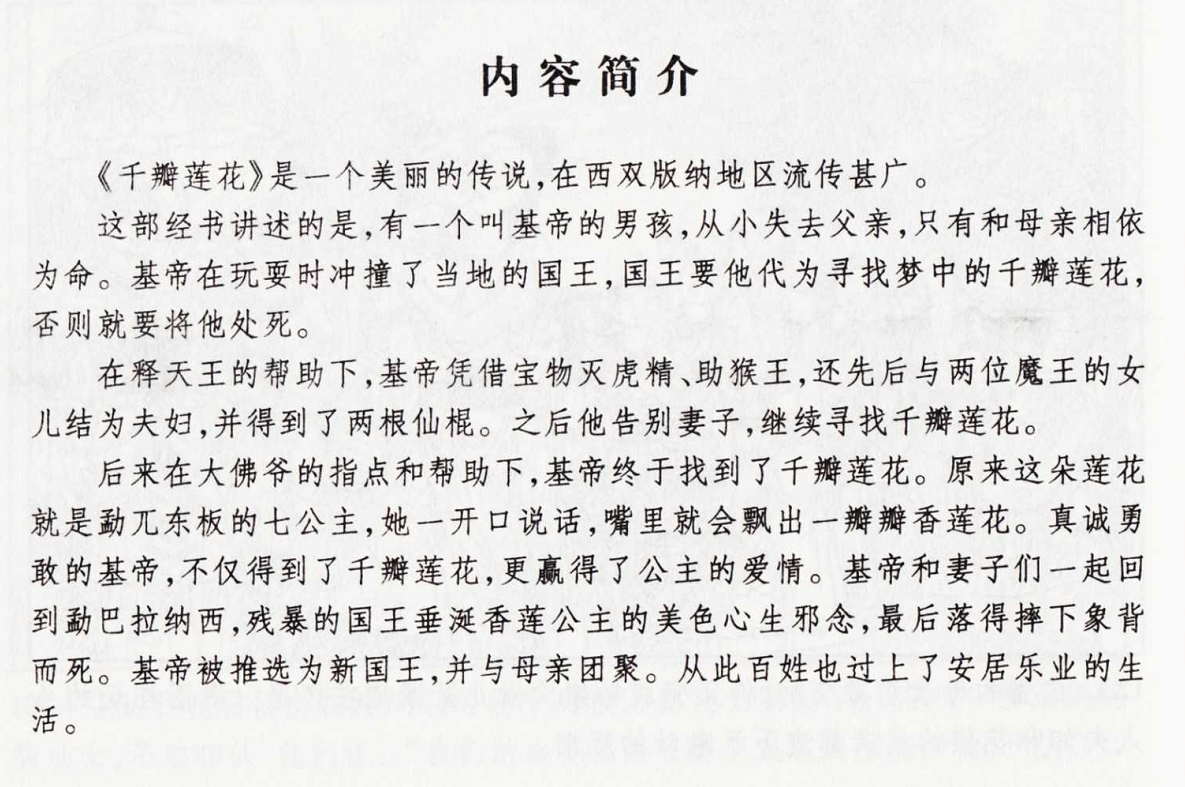 内容简介
《千瓣莲花》是一个美丽的传说,在西双版纳地区流传甚广。
这部经书讲述的是,有一个叫基帝的男孩,从小失去父亲,只有和母亲相依
为命。基帝在玩耍时冲撞了当地的国王,国王要他代为寻找梦中的千瓣莲花,
否则就要将他处死。
在释天王的帮助下,基帝凭借宝物灭虎精、助猴王,还先后与两位魔王的女
儿结为夫妇,并得到了两根仙棍。之后他告别妻子,继续寻找千瓣莲花。
后来在大佛爷的指点和帮助下,基帝终于找到了千瓣莲花。原来这朵莲花
就是勐兀东板的七公主,她一开口说话,嘴里就会飘出一瓣瓣香莲花。真诚勇
敢的基帝,不仅得到了千瓣莲花,更赢得了公主的爱情。基帝和妻子们一起回
到勐巴拉纳西,残暴的国王垂涎香莲公主的美色心生邪念,最后落得摔下象背
而死。基帝被推选为新国王,并与母亲团聚。从此百姓也过上了安居乐业的生
活。